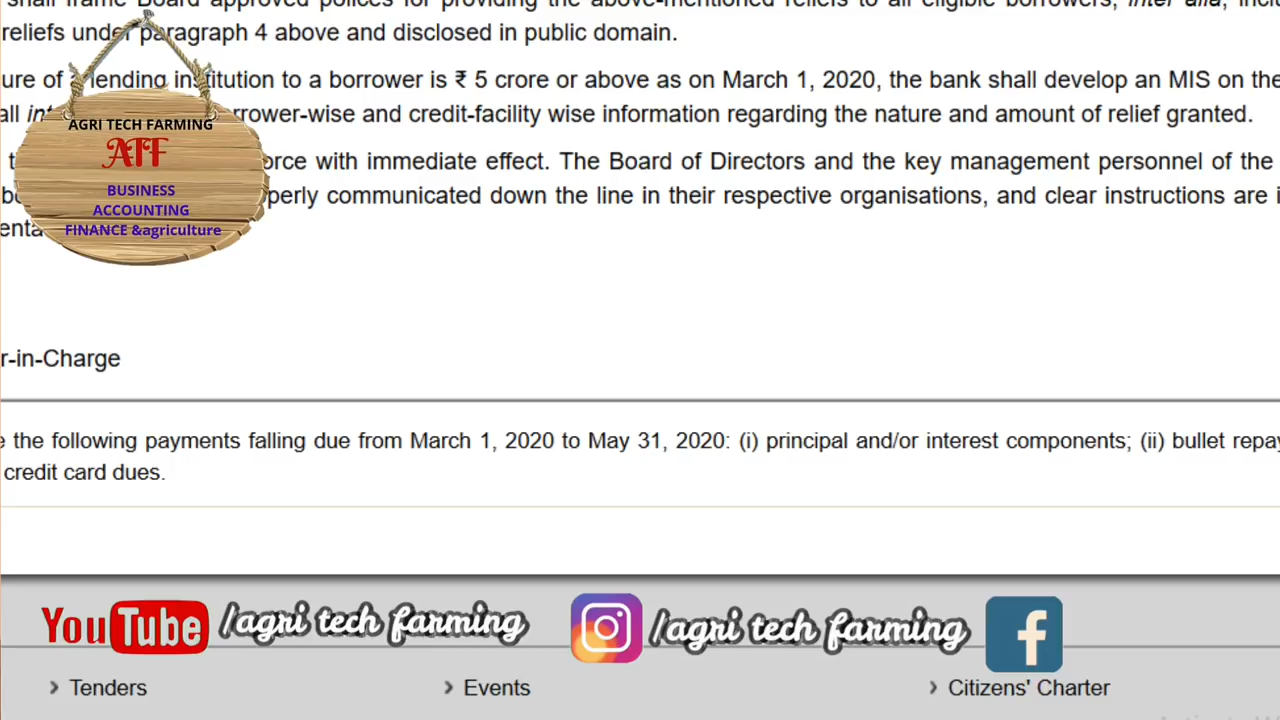 shall frame Board approved polices for providing the above-mentioned reliefs to all eligible borrowers, inter alia,
reliefs under paragraph 4 above and disclosed in public domain.
ure of a lending institution to a borrower is ₹ 5 crore or above as on March 1, 2020, the bank shall develop an MIS on the
all in rrower-wise and credit-facility wise information regarding the nature and amount of relief granted.
orce with immediate effect. The Board of Directors and the key management personnel of the
perly communicated down the line in their respective organisations, and clear instructions are i
enta
AGRI TECH FARMING
ATF
BUSINESS
ACCOUNTING
FINANCE &agriculture
r-in-Charge
e the following payments falling due from March 1, 2020 to May 31, 2020: (i) principal and/or interest components; (ii) bullet repay
credit card dues.
YouTube /agri tech farming /agri tech farming f
› Tenders › Events › Citizens' Charter